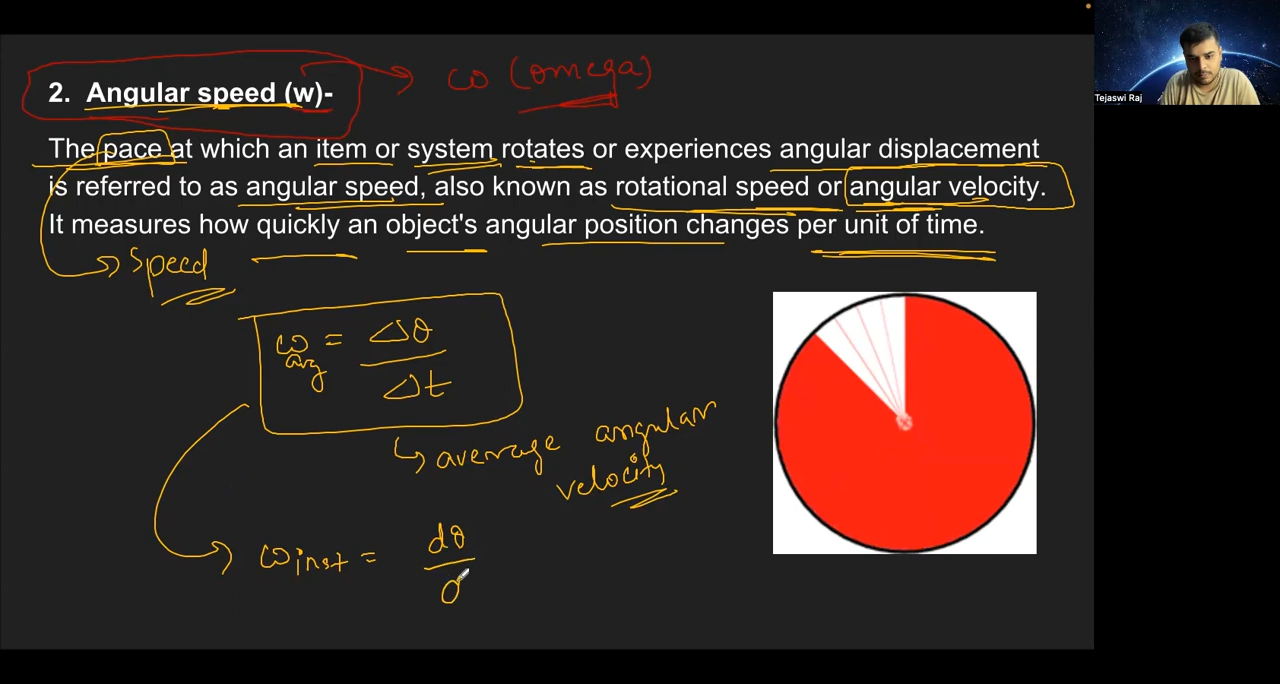 2. Angular speed (w)-
ω (omega)
Tejaswi Raj
The pace at which an item or system rotates or experiences angular displacement
is referred to as angular speed, also known as rotational speed or angular velocity.
It measures how quickly an object's angular position changes per unit of time.
Speed
ω avg = Δθ / Δt
average angular
velocity
ω inst = dθ /